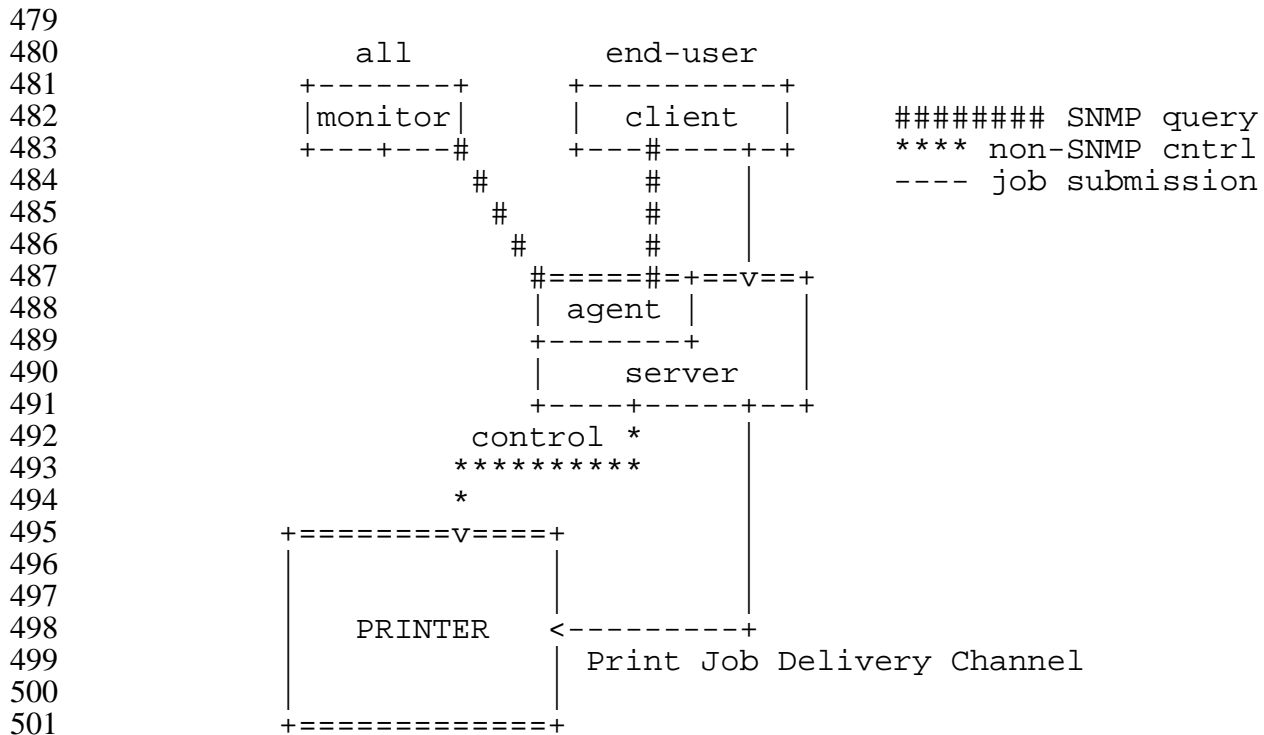 479
480                all          end-user
481             +-------+     +----------+
482             |monitor|     |  client  |     ######## SNMP query
483             +---+---#     +---#----+-+     **** non-SNMP cntrl
484                      #        #    |       ---- job submission
485                       #       #    |
486                        #      #    |
487                         #=====#=+==v==+
488                         | agent |     |
489                         +-------+     |
490                         |    server   |
491                         +----+-----+--+
492                      control *     |
493                     **********     |
494                     *              |
495            +========v====+         |
496            |             |         |
497            |             |         |
498            |   PRINTER   <---------+
499            |             | Print Job Delivery Channel
500            |             |
501            +=============+